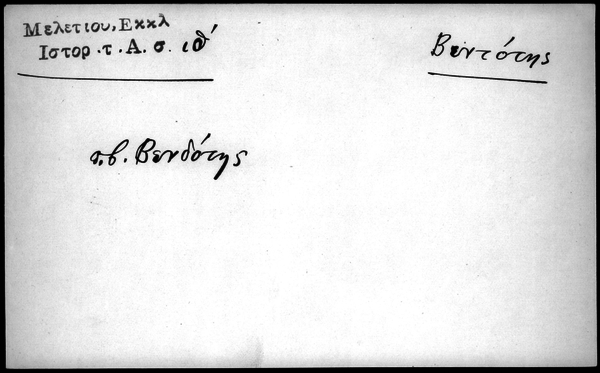 Μελετιου, Εκκλ
Ιστορ. τ. Α. σ. ιθ'
Βεντότης
τ.β. Βενδότης